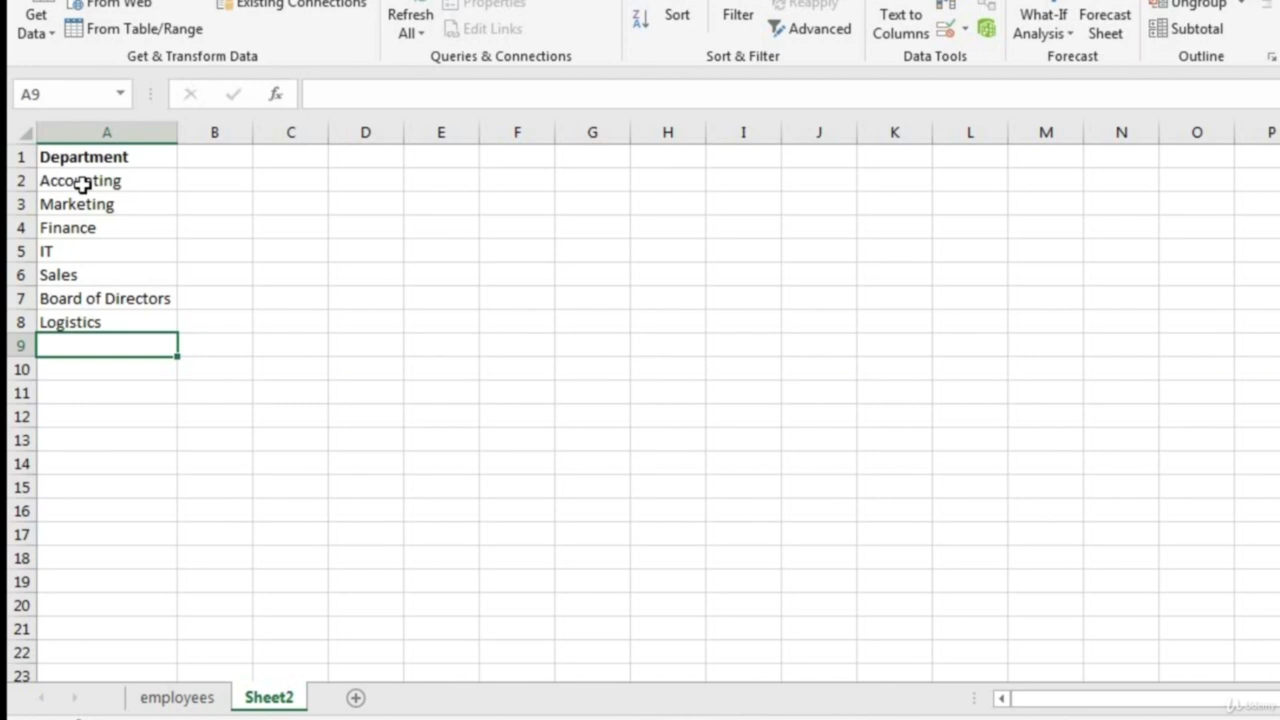 From Web
Existing Connections
Properties
Reapply
Ungroup
Get
Data
From Table/Range
Refresh
All
Edit Links
Z
A
Sort
Filter
Advanced
Text to
Columns
What-If
Analysis
Forecast
Sheet
Subtotal
Get & Transform Data
Queries & Connections
Sort & Filter
Data Tools
Forecast
Outline
A9
fx
A B C D E F G H I J K L M N O P
1 Department
2 Accounting
3 Marketing
4 Finance
5 IT
6 Sales
7 Board of Directors
8 Logistics
9
10
11
12
13
14
15
16
17
18
19
20
21
22
23
employees
Sheet2
Udemy